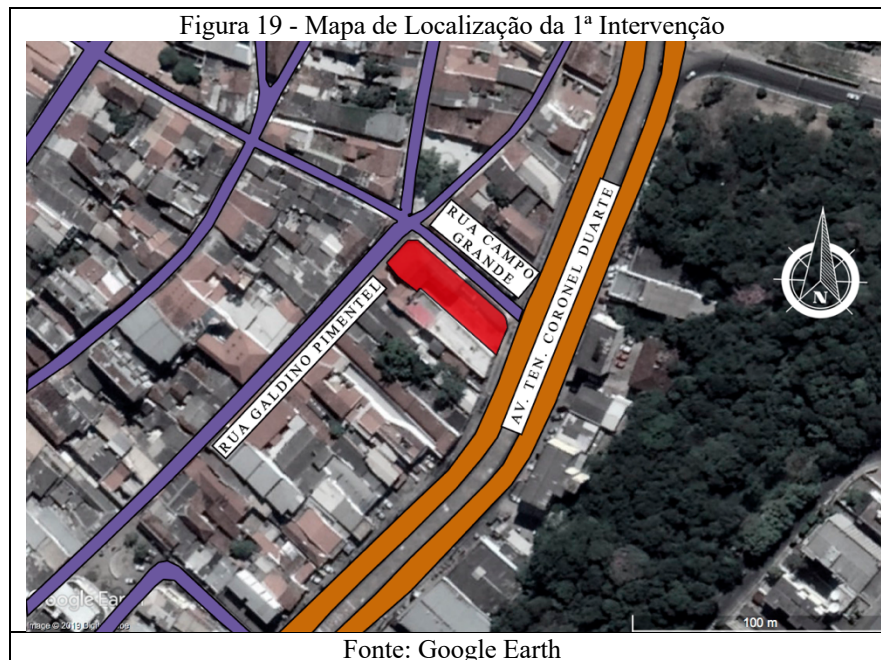 Figura 19 - Mapa de Localização da 1ª Intervenção
RUA CAMPO
GRANDE
AV. TEN. CORONEL DUARTE
RUA GALDINO PIMENTEL
N
Google Earth
100 m
Fonte: Google Earth